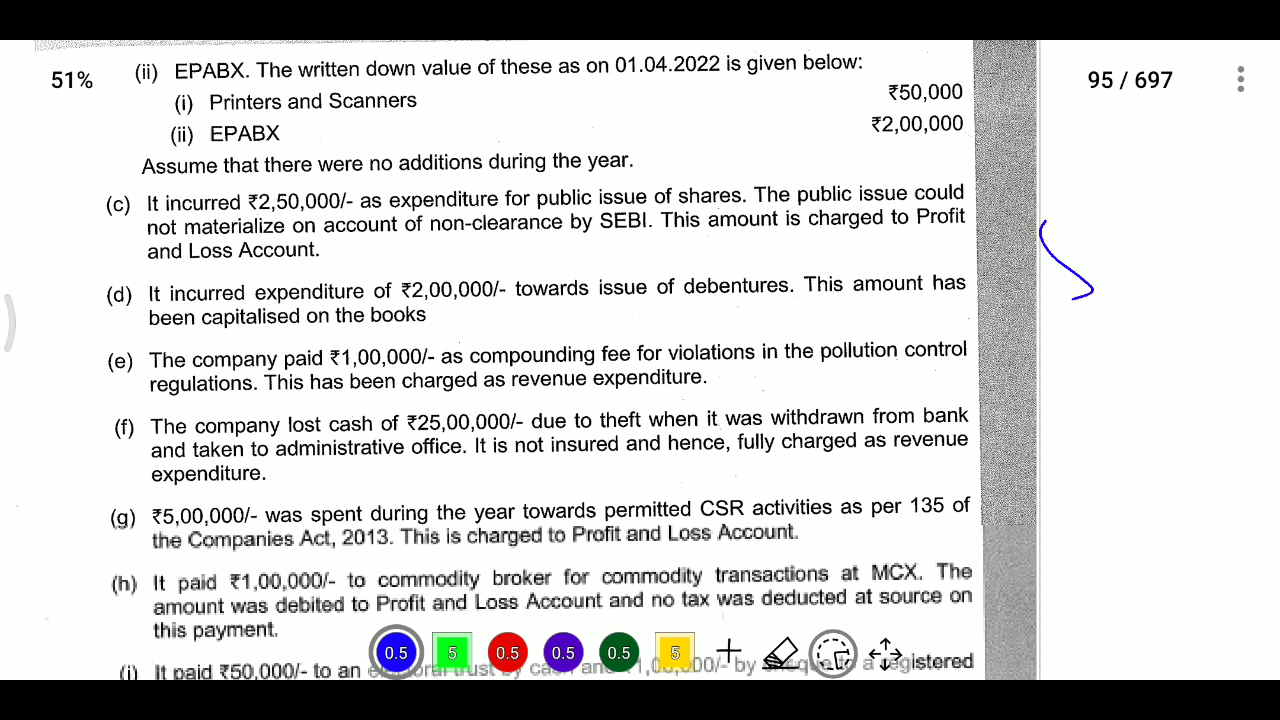 51%
95 / 697
(ii) EPABX. The written down value of these as on 01.04.2022 is given below:
(i) Printers and Scanners ₹50,000
(ii) EPABX ₹2,00,000
Assume that there were no additions during the year.
(c) It incurred ₹2,50,000/- as expenditure for public issue of shares. The public issue could
not materialize on account of non-clearance by SEBI. This amount is charged to Profit
and Loss Account.
(d) It incurred expenditure of ₹2,00,000/- towards issue of debentures. This amount has
been capitalised on the books
(e) The company paid ₹1,00,000/- as compounding fee for violations in the pollution control
regulations. This has been charged as revenue expenditure.
(f) The company lost cash of ₹25,00,000/- due to theft when it was withdrawn from bank
and taken to administrative office. It is not insured and hence, fully charged as revenue
expenditure.
(g) ₹5,00,000/- was spent during the year towards permitted CSR activities as per 135 of
the Companies Act, 2013. This is charged to Profit and Loss Account.
(h) It paid ₹1,00,000/- to commodity broker for commodity transactions at MCX. The
amount was debited to Profit and Loss Account and no tax was deducted at source on
this payment.
(i) It paid ₹50,000/- to an trust by cash and by to a registered
0.5 5 0.5 0.5 0.5 5